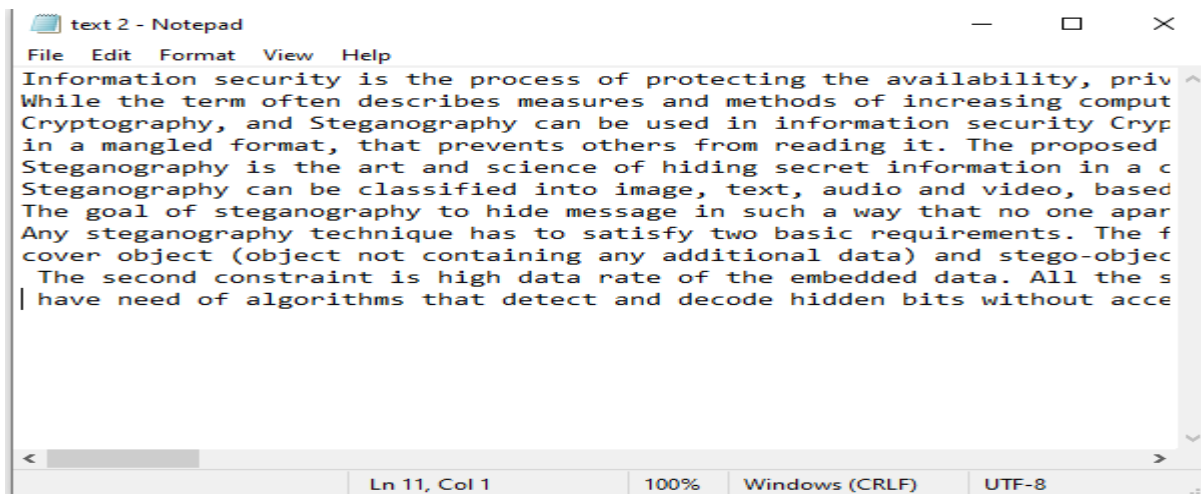 text 2 - Notepad
File Edit Format View Help
Information security is the process of protecting the availability, priv
While the term often describes measures and methods of increasing comput
Cryptography, and Steganography can be used in information security Cryp
in a mangled format, that prevents others from reading it. The proposed
Steganography is the art and science of hiding secret information in a c
Steganography can be classified into image, text, audio and video, based
The goal of steganography to hide message in such a way that no one apar
Any steganography technique has to satisfy two basic requirements. The f
cover object (object not containing any additional data) and stego-objec
The second constraint is high data rate of the embedded data. All the s
have need of algorithms that detect and decode hidden bits without acce
Ln 11, Col 1 100% Windows (CRLF) UTF-8